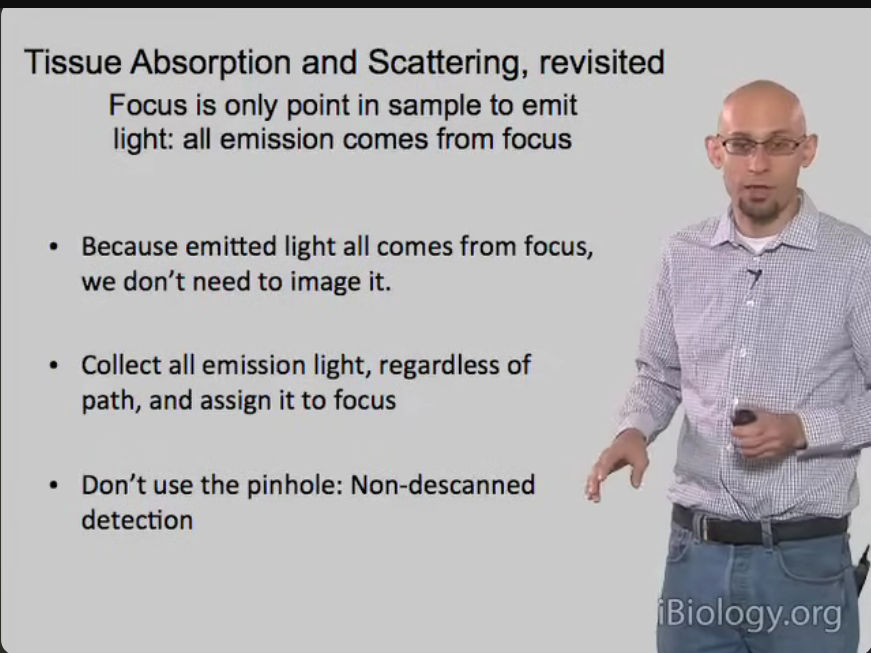 Tissue Absorption and Scattering, revisited
Focus is only point in sample to emit
light: all emission comes from focus
• Because emitted light all comes from focus,
we don't need to image it.
• Collect all emission light, regardless of
path, and assign it to focus
• Don't use the pinhole: Non-descanned
detection
iBiology.org